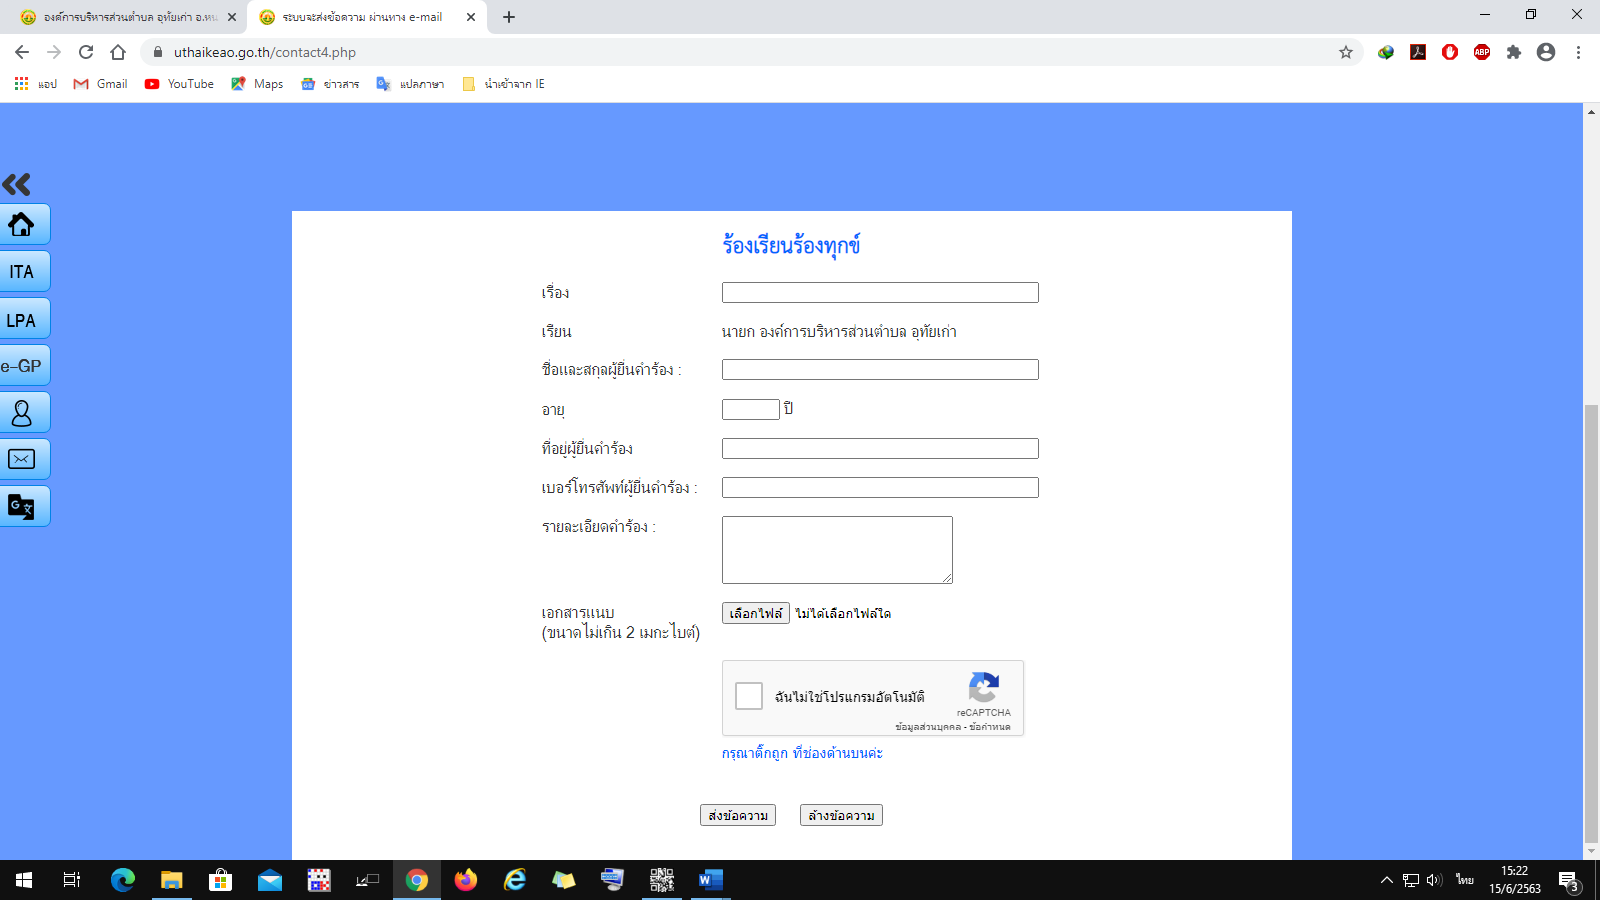 องค์การบริหารส่วนตำบล อุทัยเก่า อ.หน
ระบบจะส่งข้อความ ผ่านทาง e-mail
uthaikeao.go.th/contact4.php
ABP
แอป
Gmail
YouTube
Maps
ข่าวสาร
แปลภาษา
นำเข้าจาก IE
ITA
LPA
e-GP
ร้องเรียนร้องทุกข์
เรื่อง
เรียน นายก องค์การบริหารส่วนตำบล อุทัยเก่า
ชื่อและสกุลผู้ยื่นคำร้อง :
อายุ ปี
ที่อยู่ผู้ยื่นคำร้อง
เบอร์โทรศัพท์ผู้ยื่นคำร้อง :
รายละเอียดคำร้อง :
เอกสารแนบ เลือกไฟล์ ไม่ได้เลือกไฟล์ใด
(ขนาดไม่เกิน 2 เมกะไบต์)
ฉันไม่ใช่โปรแกรมอัตโนมัติ
reCAPTCHA
ข้อมูลส่วนบุคคล - ข้อกำหนด
กรุณาติ๊กถูก ที่ช่องด้านบนค่ะ
ส่งข้อความ ล้างข้อความ
ไทย
15:22
15/6/2563
3